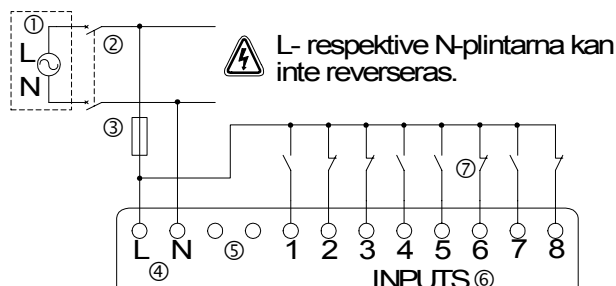 ①
L
N
②
L- respektive N-plintarna kan
inte reverseras.
③
⑦
L N ⑤ 1 2 3 4 5 6 7 8
④
INPUTS ⑥